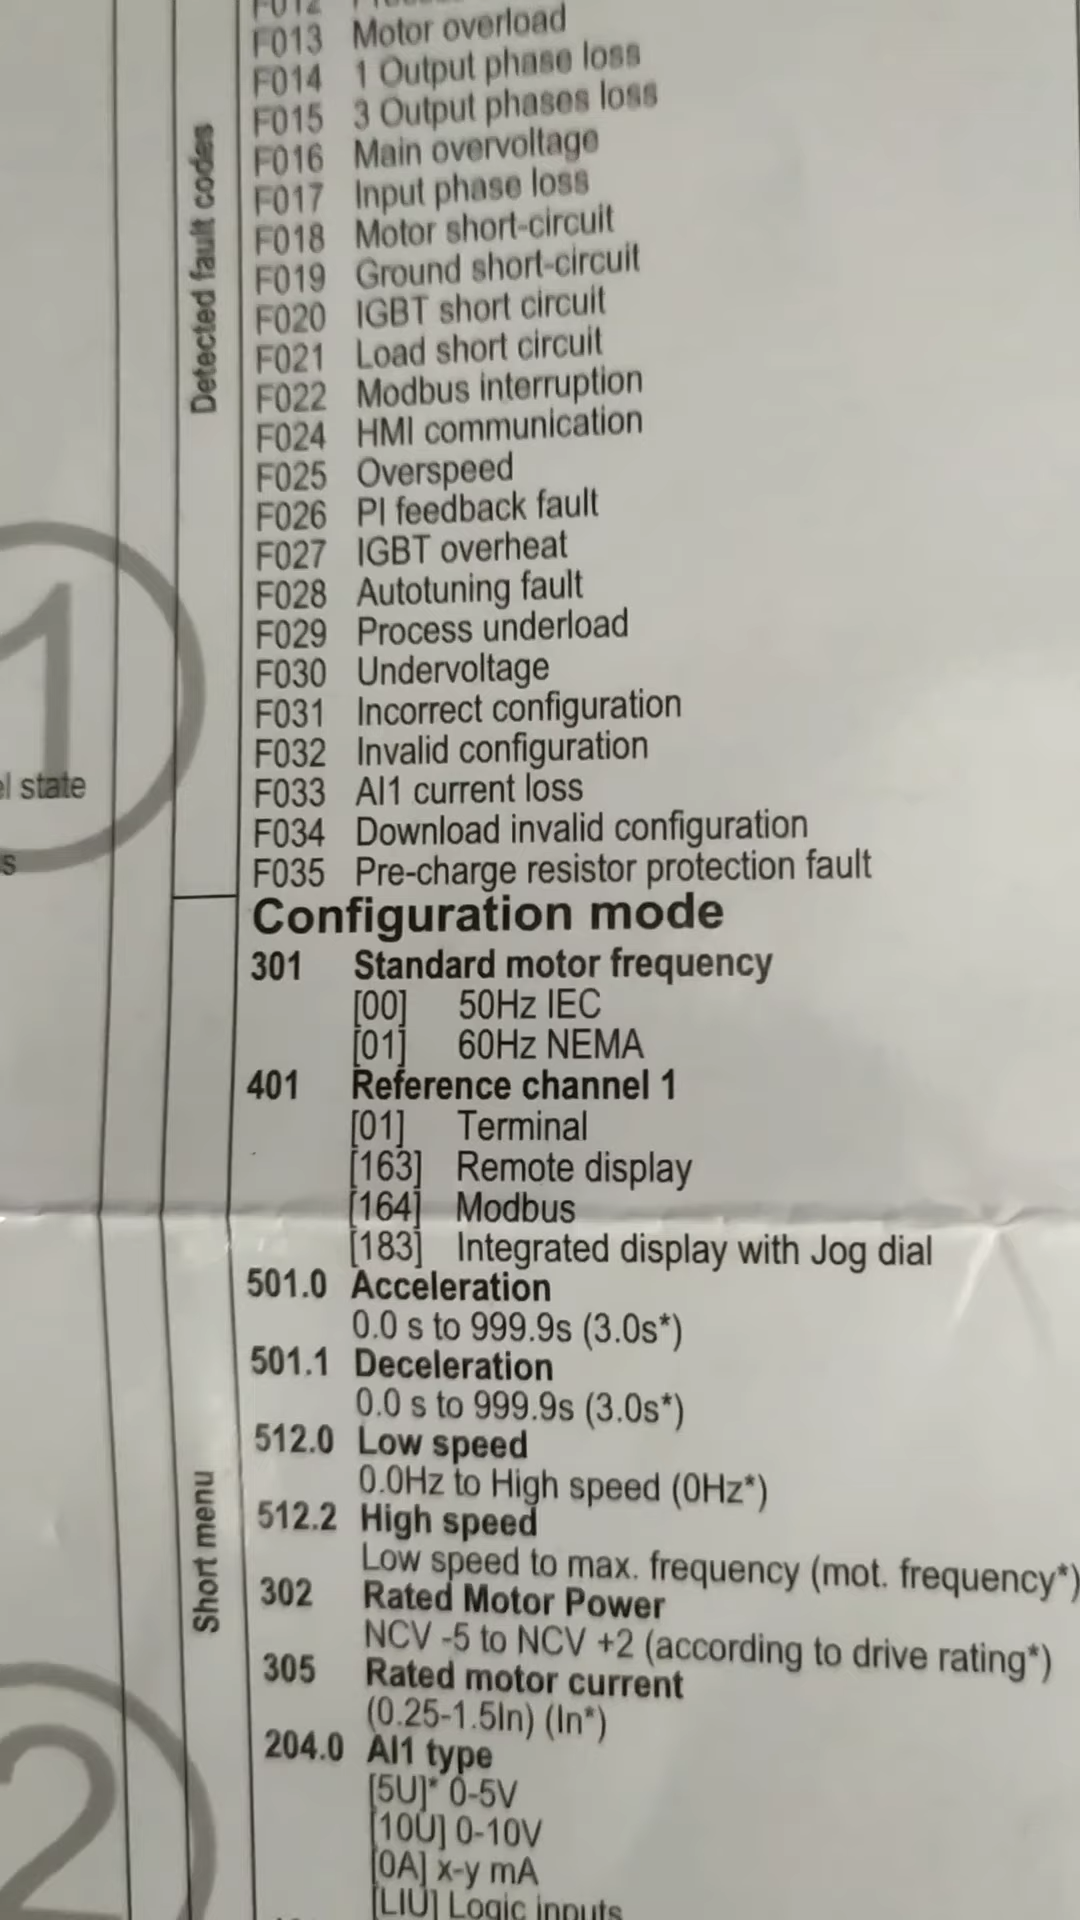 F012
F013 Motor overload
F014 1 Output phase loss
F015 3 Output phases loss
F016 Main overvoltage
F017 Input phase loss
F018 Motor short-circuit
F019 Ground short-circuit
F020 IGBT short circuit
F021 Load short circuit
F022 Modbus interruption
F024 HMI communication
F025 Overspeed
F026 PI feedback fault
F027 IGBT overheat
F028 Autotuning fault
F029 Process underload
F030 Undervoltage
F031 Incorrect configuration
F032 Invalid configuration
F033 AI1 current loss
F034 Download invalid configuration
F035 Pre-charge resistor protection fault
Detected fault codes
1
state
Configuration mode
301 Standard motor frequency
[00] 50Hz IEC
[01] 60Hz NEMA
401 Reference channel 1
[01] Terminal
[163] Remote display
[164] Modbus
[183] Integrated display with Jog dial
501.0 Acceleration
0.0 s to 999.9s (3.0s*)
501.1 Deceleration
0.0 s to 999.9s (3.0s*)
512.0 Low speed
0.0Hz to High speed (0Hz*)
512.2 High speed
Low speed to max. frequency (mot. frequency*)
302 Rated Motor Power
NCV -5 to NCV +2 (according to drive rating*)
305 Rated motor current
(0.25-1.5In) (In*)
204.0 AI1 type
[5U]* 0-5V
[10U] 0-10V
[0A] x-y mA
[LIU] Logic inputs
Short menu
2